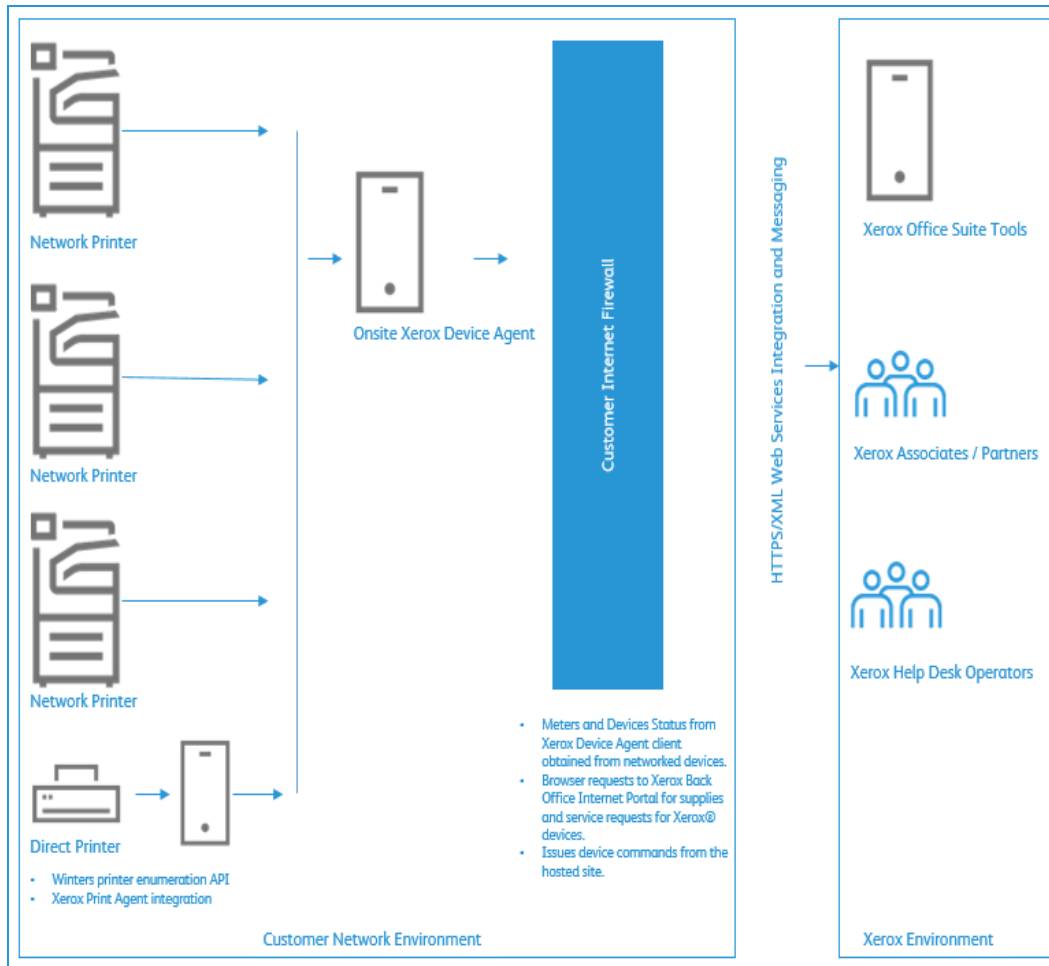 Network Printer
Network Printer
Network Printer
Direct Printer
• Winters printer enumeration API
• Xerox Print Agent integration
Onsite Xerox Device Agent
Customer Internet Firewall
• Meters and Devices Status from
Xerox Device Agent client
obtained from networked devices.
• Browser requests to Xerox Back
Office Internet Portal for supplies
and service requests for Xerox®
devices.
• Issues device commands from the
hosted site.
Customer Network Environment
HTTPS/XML Web Services Integration and Messaging
Xerox Office Suite Tools
Xerox Associates / Partners
Xerox Help Desk Operators
Xerox Environment